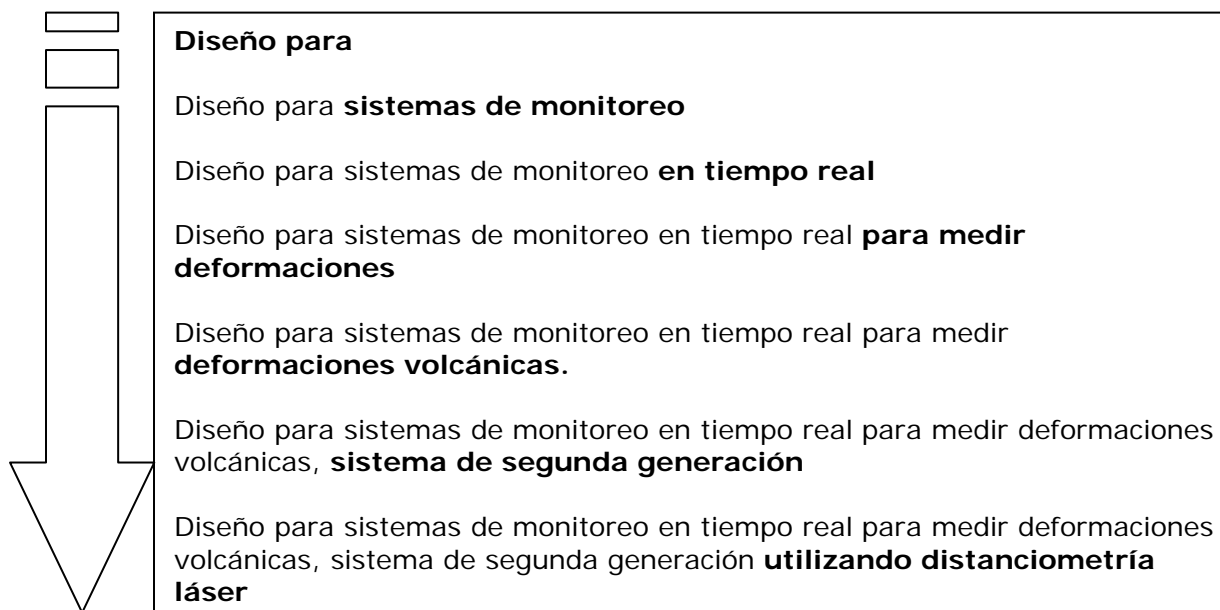 Diseño para
Diseño para sistemas de monitoreo
Diseño para sistemas de monitoreo en tiempo real
Diseño para sistemas de monitoreo en tiempo real para medir
deformaciones
Diseño para sistemas de monitoreo en tiempo real para medir
deformaciones volcánicas.
Diseño para sistemas de monitoreo en tiempo real para medir deformaciones
volcánicas, sistema de segunda generación
Diseño para sistemas de monitoreo en tiempo real para medir deformaciones
volcánicas, sistema de segunda generación utilizando distanciometría
láser